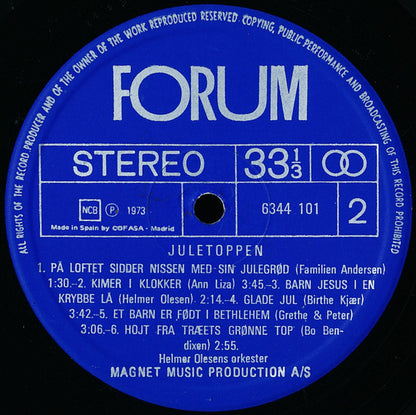 ALL RIGHTS OF THE RECORD PRODUCER AND OF THE OWNER OF THE WORK REPRODUCED RESERVED COPYING, PUBLIC PERFORMANCE AND BROADCASTING OF THIS RECORD PROHIBITED
FORUM
STEREO 33⅓
NCB Ⓟ 1973 6344 101 2
Made in Spain by COFASA - Madrid
JULETOPPEN
1. PÅ LOFTET SIDDER NISSEN MED SIN JULEGRØD (Familien Andersen)
1:30.–2. KIMER I KLOKKER (Ann Liza) 3:45.–3. BARN JESUS I EN
KRYBBE LÅ (Helmer Olesen) 2:14.–4. GLADE JUL (Birthe Kjær)
3:42.–5. ET BARN ER FØDT I BETHLEHEM (Grethe & Peter)
3:06.–6. HOJT FRA TRÆETS GRØNNE TOP (Bo Ben-
dixen) 2:55.
Helmer Olesens orkester
MAGNET MUSIC PRODUCTION A/S